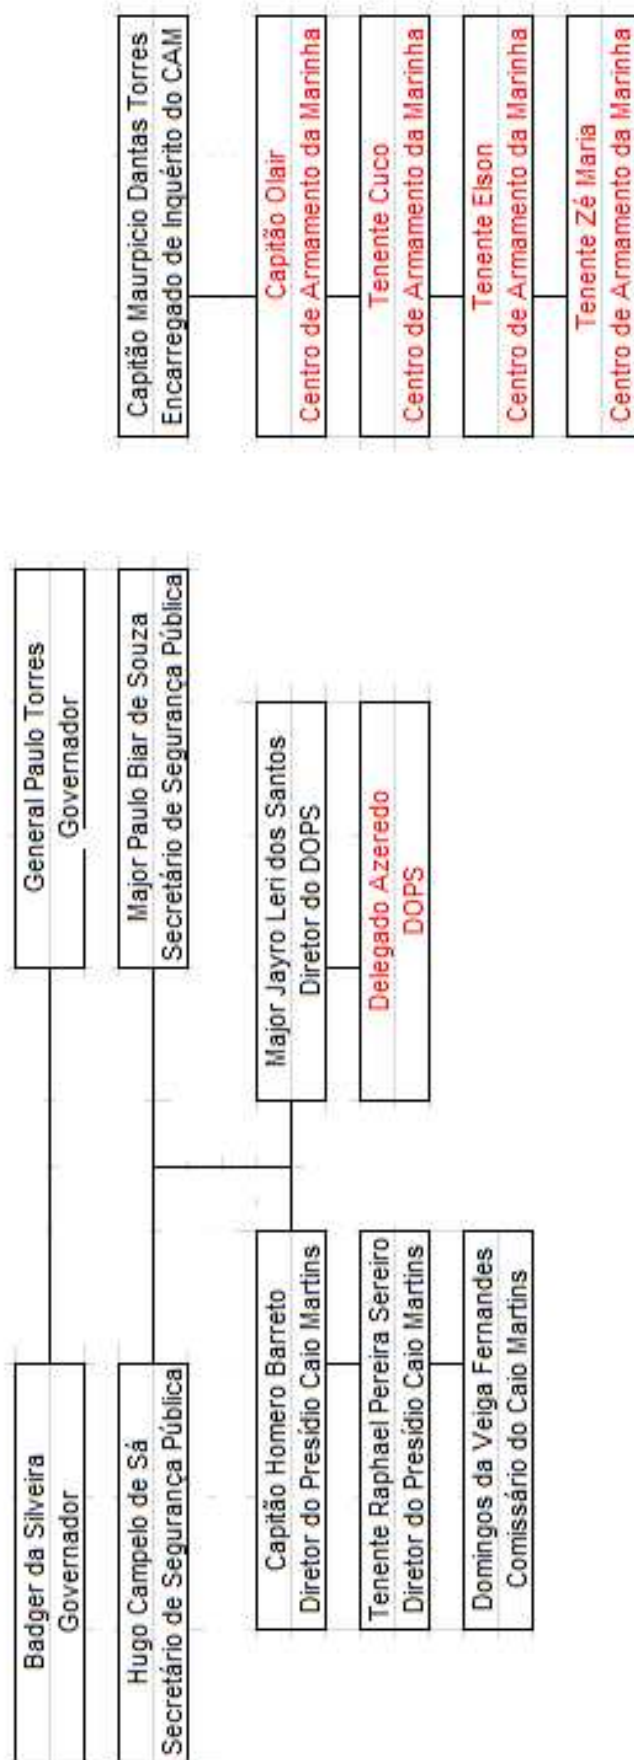 Badger da Silveira
Governador
General Paulo Torres
Governador
Hugo Campelo de Sá
Secretário de Segurança Pública
Major Paulo Biar de Souza
Secretário de Segurança Pública
Capitão Maurpicio Dantas Torres
Encarregado de Inquérito do CAM
Capitão Homero Barreto
Diretor do Presídio Caio Martins
Major Jayro Leri dos Santos
Diretor do DOPS
Capitão Olair
Centro de Armamento da Marinha
Tenente Raphael Pereira Sereiro
Diretor do Presídio Caio Martins
Delegado Azeredo
DOPS
Tenente Cuco
Centro de Armamento da Marinha
Domingos da Veiga Fernandes
Comissário do Caio Martins
Tenente Elson
Centro de Armamento da Marinha
Tenente Zé Maria
Centro de Armamento da Marinha